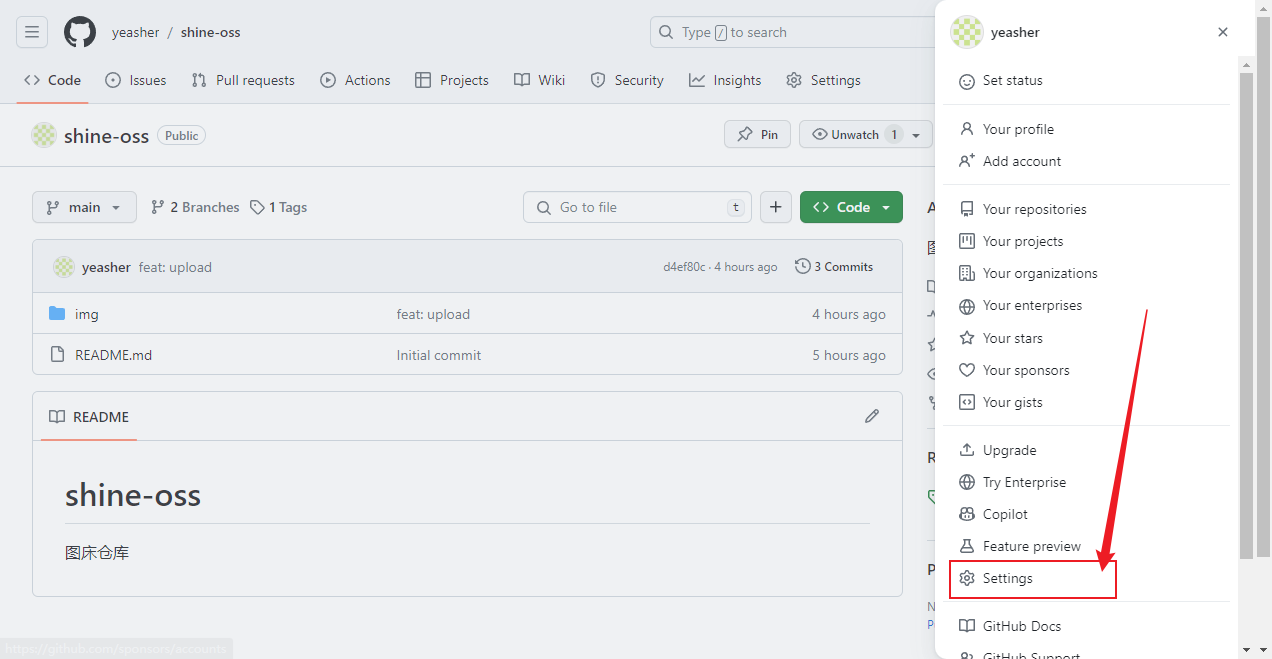 yeasher / shine-oss
Type / to search
Code Issues Pull requests Actions Projects Wiki Security Insights Settings
shine-oss Public
Pin Unwatch 1
main 2 Branches 1 Tags
Go to file t
+ Code
yeasher feat: upload d4ef80c · 4 hours ago 3 Commits
img feat: upload 4 hours ago
README.md Initial commit 5 hours ago
README
shine-oss
图床仓库
https://github.com/sponsors/accounts
yeasher
Set status
Your profile
Add account
Your repositories
Your projects
Your organizations
Your enterprises
Your stars
Your sponsors
Your gists
Upgrade
Try Enterprise
Copilot
Feature preview
Settings
GitHub Docs
GitHub Support